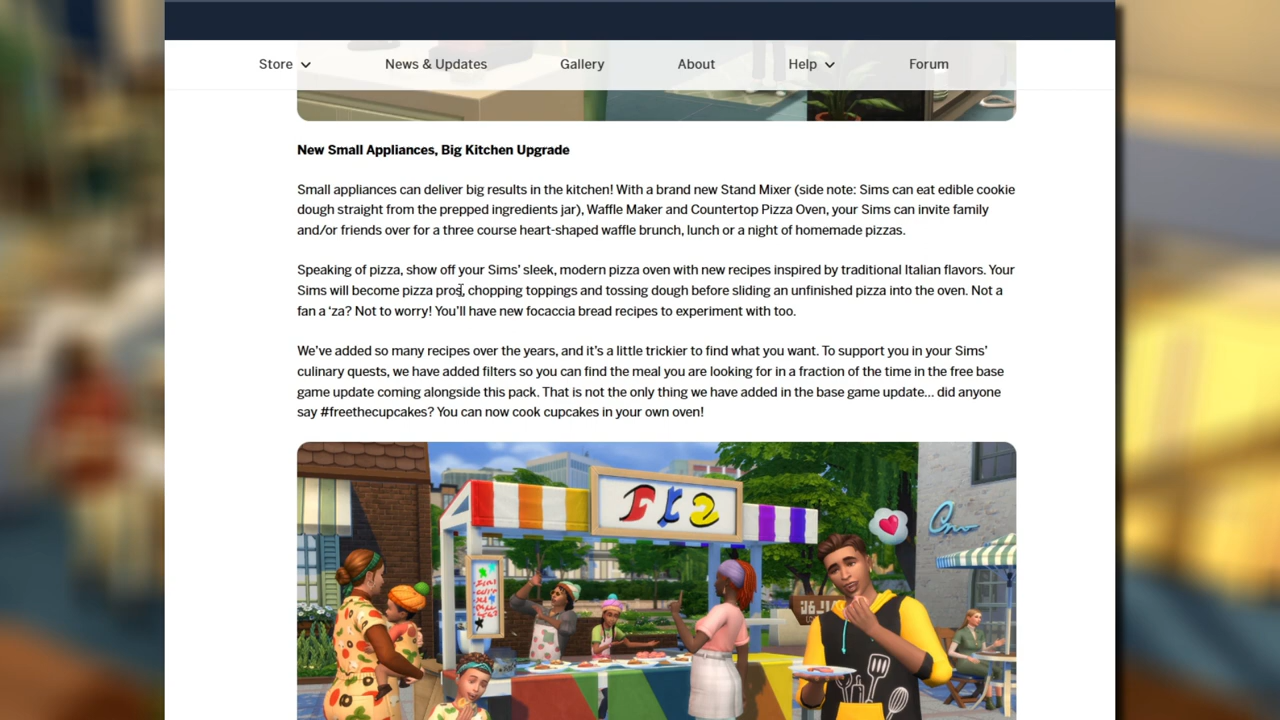 Store News & Updates Gallery About Help Forum
New Small Appliances, Big Kitchen Upgrade
Small appliances can deliver big results in the kitchen! With a brand new Stand Mixer (side note: Sims can eat edible cookie
dough straight from the prepped ingredients jar), Waffle Maker and Countertop Pizza Oven, your Sims can invite family
and/or friends over for a three course heart-shaped waffle brunch, lunch or a night of homemade pizzas.
Speaking of pizza, show off your Sims’ sleek, modern pizza oven with new recipes inspired by traditional Italian flavors. Your
Sims will become pizza pros, chopping toppings and tossing dough before sliding an unfinished pizza into the oven. Not a
fan a ‘za? Not to worry! You’ll have new focaccia bread recipes to experiment with too.
We’ve added so many recipes over the years, and it’s a little trickier to find what you want. To support you in your Sims’
culinary quests, we have added filters so you can find the meal you are looking for in a fraction of the time in the free base
game update coming alongside this pack. That is not the only thing we have added in the base game update… did anyone
say #freethecupcakes? You can now cook cupcakes in your own oven!